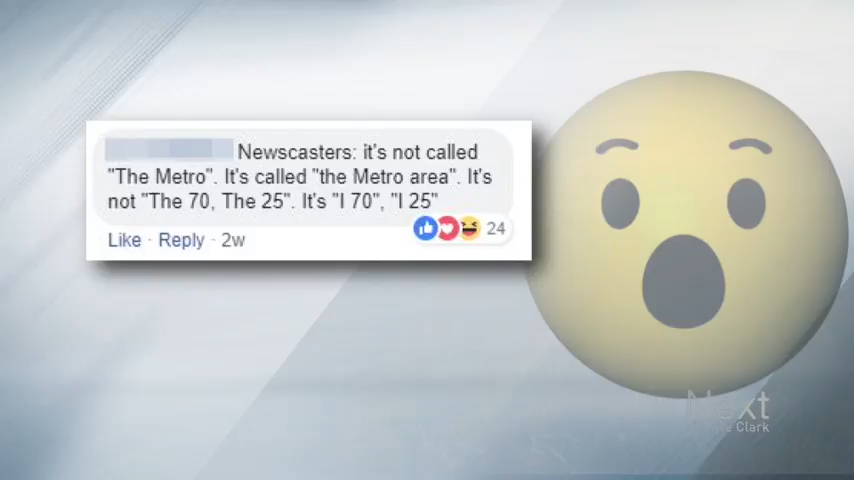 Newscasters: it's not called
"The Metro". It's called "the Metro area". It's
not "The 70, The 25". It's "I 70", "I 25"
24
Like · Reply · 2w
Next
Clark